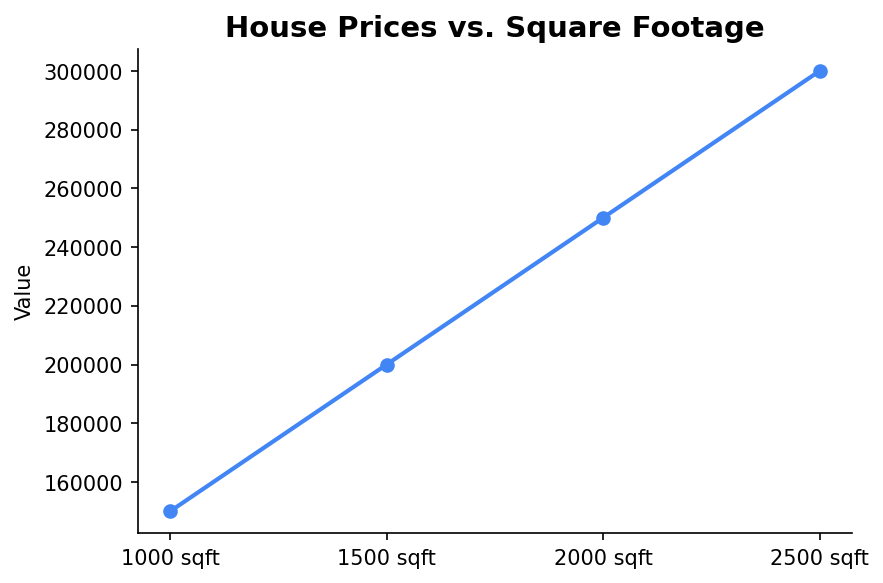 House Prices vs. Square Footage
300000
280000
260000
240000
220000
200000
180000
160000
Value
1000 sqft
1500 sqft
2000 sqft
2500 sqft